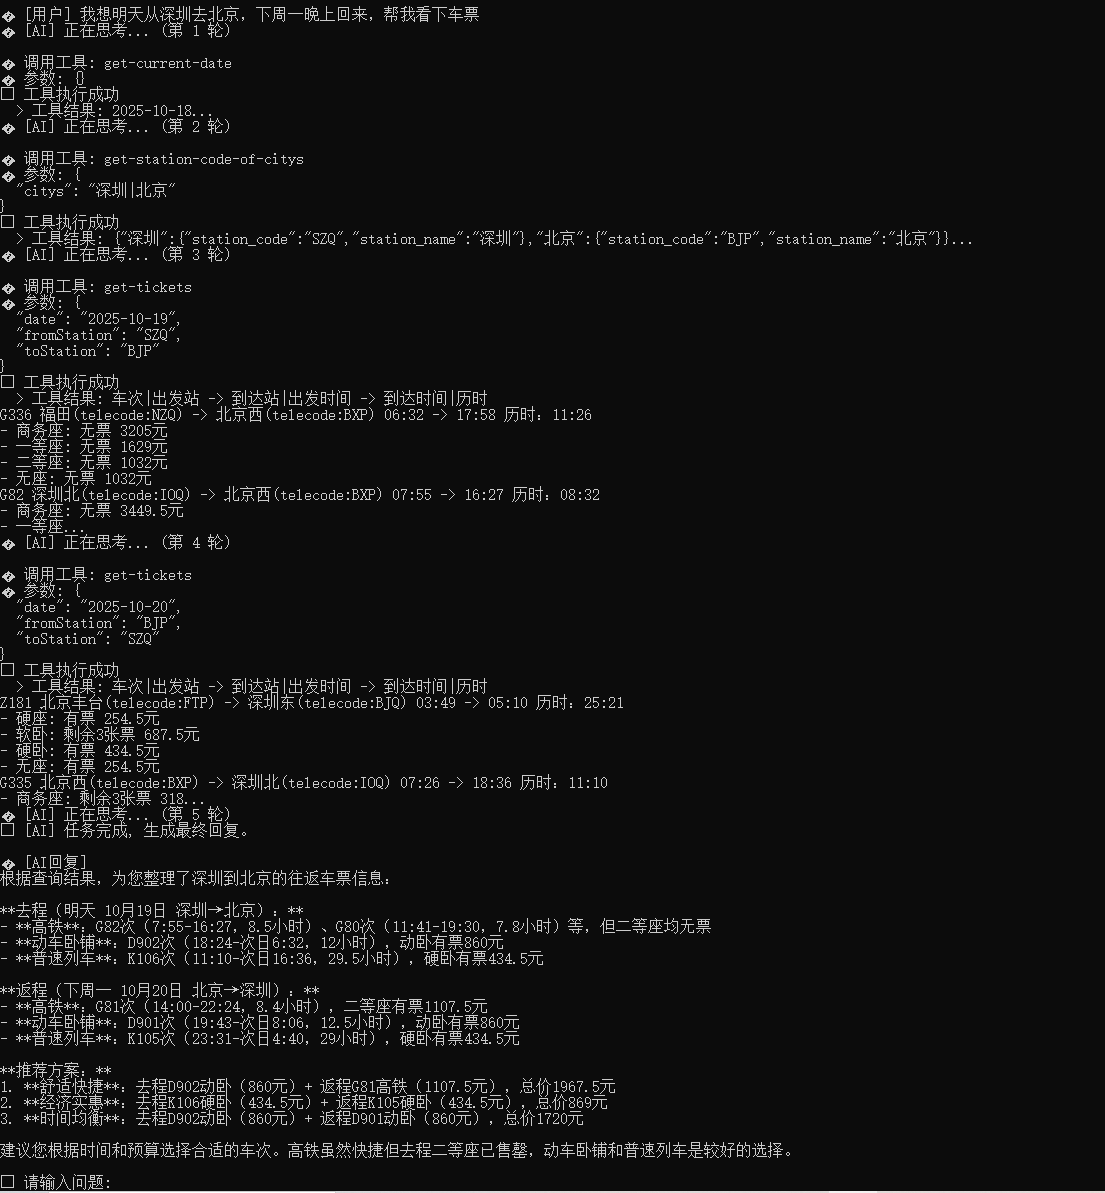 � [用户] 我想明天从深圳去北京，下周一晚上回来，帮我看下车票
� [AI] 正在思考... (第 1 轮)
� 调用工具: get-current-date
� 参数: {}
□ 工具执行成功
> 工具结果: 2025-10-18...
� [AI] 正在思考... (第 2 轮)
� 调用工具: get-station-code-of-citys
� 参数: {
"citys": "深圳|北京"
}
□ 工具执行成功
> 工具结果: {"深圳":{"station_code":"SZQ","station_name":"深圳"},"北京":{"station_code":"BJP","station_name":"北京"}}...
� [AI] 正在思考... (第 3 轮)
� 调用工具: get-tickets
� 参数: {
"date": "2025-10-19",
"fromStation": "SZQ",
"toStation": "BJP"
}
□ 工具执行成功
> 工具结果: 车次|出发站 -> 到达站|出发时间 -> 到达时间|历时
G336 福田(telecode:NZQ) -> 北京西(telecode:BXP) 06:32 -> 17:58 历时：11:26
- 商务座: 无票 3205元
- 一等座: 无票 1629元
- 二等座: 无票 1032元
- 无座: 无票 1032元
G82 深圳北(telecode:IOQ) -> 北京西(telecode:BXP) 07:55 -> 16:27 历时：08:32
- 商务座: 无票 3449.5元
- 一等座...
� [AI] 正在思考... (第 4 轮)
� 调用工具: get-tickets
� 参数: {
"date": "2025-10-20",
"fromStation": "BJP",
"toStation": "SZQ"
}
□ 工具执行成功
> 工具结果: 车次|出发站 -> 到达站|出发时间 -> 到达时间|历时
Z181 北京丰台(telecode:FTP) -> 深圳东(telecode:BJQ) 03:49 -> 05:10 历时：25:21
- 硬座: 有票 254.5元
- 软卧: 剩余3张票 687.5元
- 硬卧: 有票 434.5元
- 无座: 有票 254.5元
G335 北京西(telecode:BXP) -> 深圳北(telecode:IOQ) 07:26 -> 18:36 历时：11:10
- 商务座: 剩余3张票 318...
� [AI] 正在思考... (第 5 轮)
□ [AI] 任务完成, 生成最终回复。
� [AI回复]
根据查询结果，为您整理了深圳到北京的往返车票信息：
**去程（明天 10月19日 深圳→北京）：**
- **高铁**：G82次（7:55-16:27，8.5小时）、G80次（11:41-19:30，7.8小时）等，但二等座均无票
- **动车卧铺**：D902次（18:24-次日6:32，12小时），动卧有票860元
- **普速列车**：K106次（11:10-次日16:36，29.5小时），硬卧有票434.5元
**返程（下周一 10月20日 北京→深圳）：**
- **高铁**：G81次（14:00-22:24，8.4小时），二等座有票1107.5元
- **动车卧铺**：D901次（19:43-次日8:06，12.5小时），动卧有票860元
- **普速列车**：K105次（23:31-次日4:40，29小时），硬卧有票434.5元
**推荐方案：**
1. **舒适快捷**：去程D902动卧（860元）+ 返程G81高铁（1107.5元），总价1967.5元
2. **经济实惠**：去程K106硬卧（434.5元）+ 返程K105硬卧（434.5元），总价869元
3. **时间均衡**：去程D902动卧（860元）+ 返程D901动卧（860元），总价1720元
建议您根据时间和预算选择合适的车次。高铁虽然快捷但去程二等座已售罄，动车卧铺和普速列车是较好的选择。
□ 请输入问题: